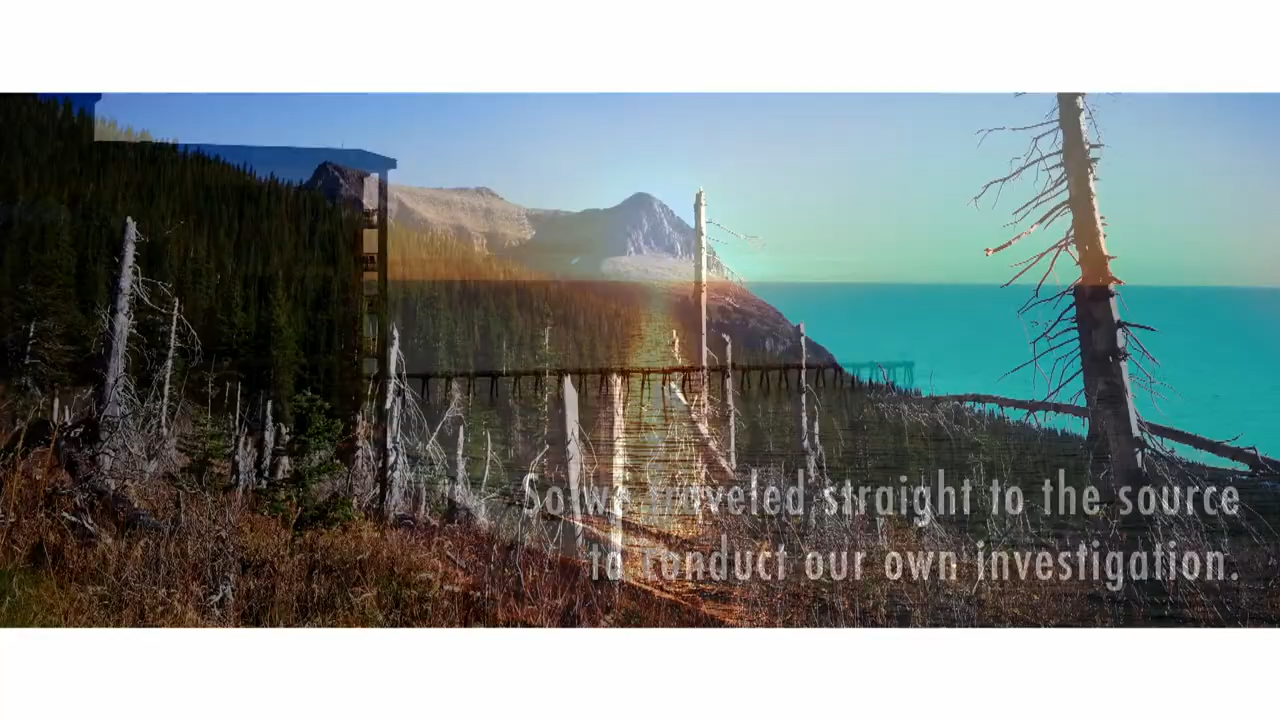 So we traveled straight to the source
to conduct our own investigation.